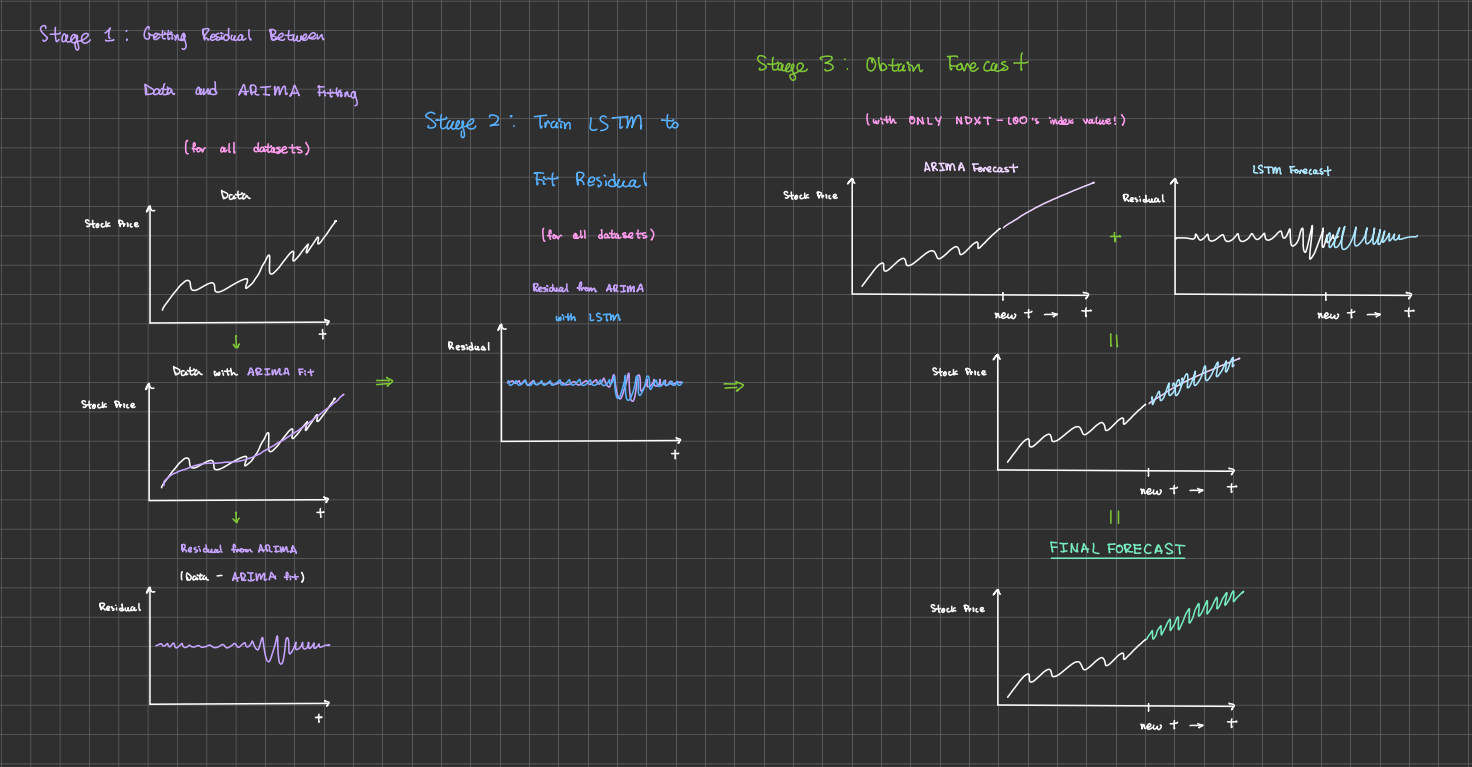 Stage 1 : Getting Residual Between
Data and ARIMA Fitting
(for all datasets)
Data
Stock Price
t
Data with ARIMA Fit
Stock Price
t
Residual from ARIMA
(Data - ARIMA fit)
Residual
t
Stage 2 : Train LSTM to
Fit Residual
(for all datasets)
Residual from ARIMA
with LSTM
Residual
t
Stage 3 : Obtain Forecast
(with ONLY NDXT-100's index value!)
ARIMA Forecast
Stock Price
new t → t
+
LSTM Forecast
Residual
new t → t
=
Stock Price
new t → t
=
FINAL FORECAST
Stock Price
new t → t